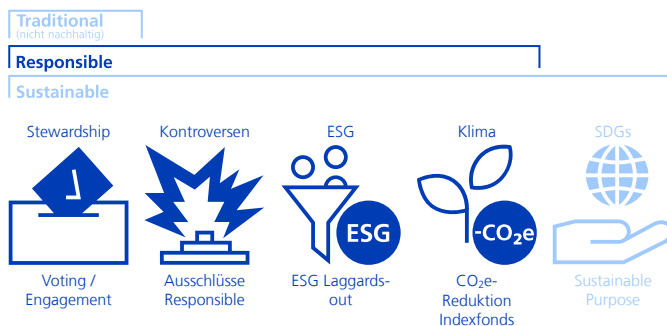 Traditional
(nicht nachhaltig)
Responsible
Sustainable
Stewardship
Kontroversen
ESG
Klima
SDGs
ESG
-CO₂e
Voting /
Engagement
Ausschlüsse
Responsible
ESG Laggards-
out
CO₂e-
Reduktion
Indexfonds
Sustainable
Purpose